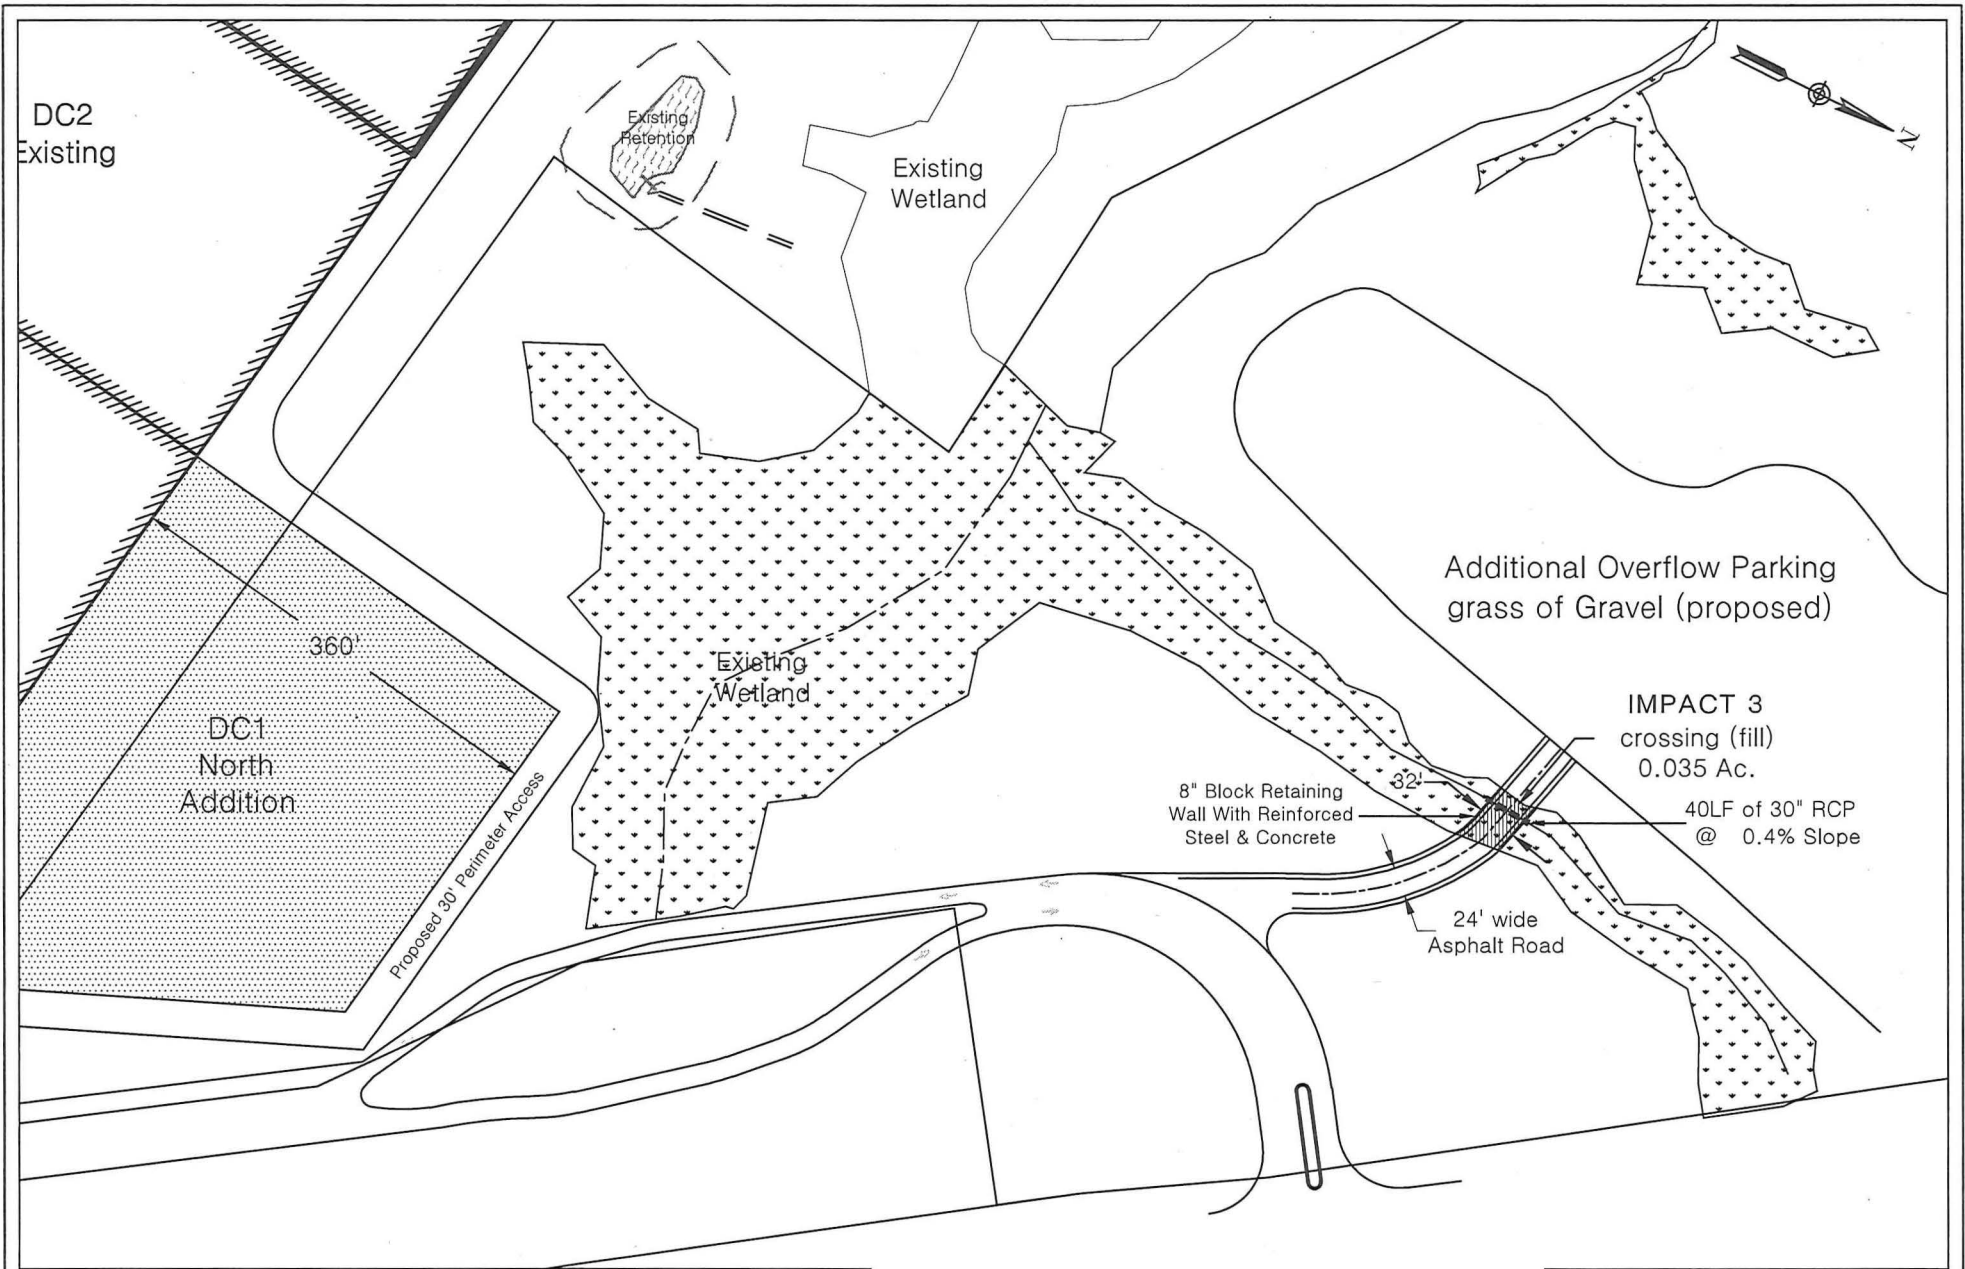 DC2
Existing
Existing
Retention
Existing
Wetland
N
Additional Overflow Parking
grass of Gravel (proposed)
360'
Existing
Wetland
DC1
North
Addition
Proposed 30' Perimeter Access
IMPACT 3
crossing (fill)
0.035 Ac.
32'
8" Block Retaining
Wall With Reinforced
Steel & Concrete
40LF of 30" RCP
@ 0.4% Slope
24' wide
Asphalt Road